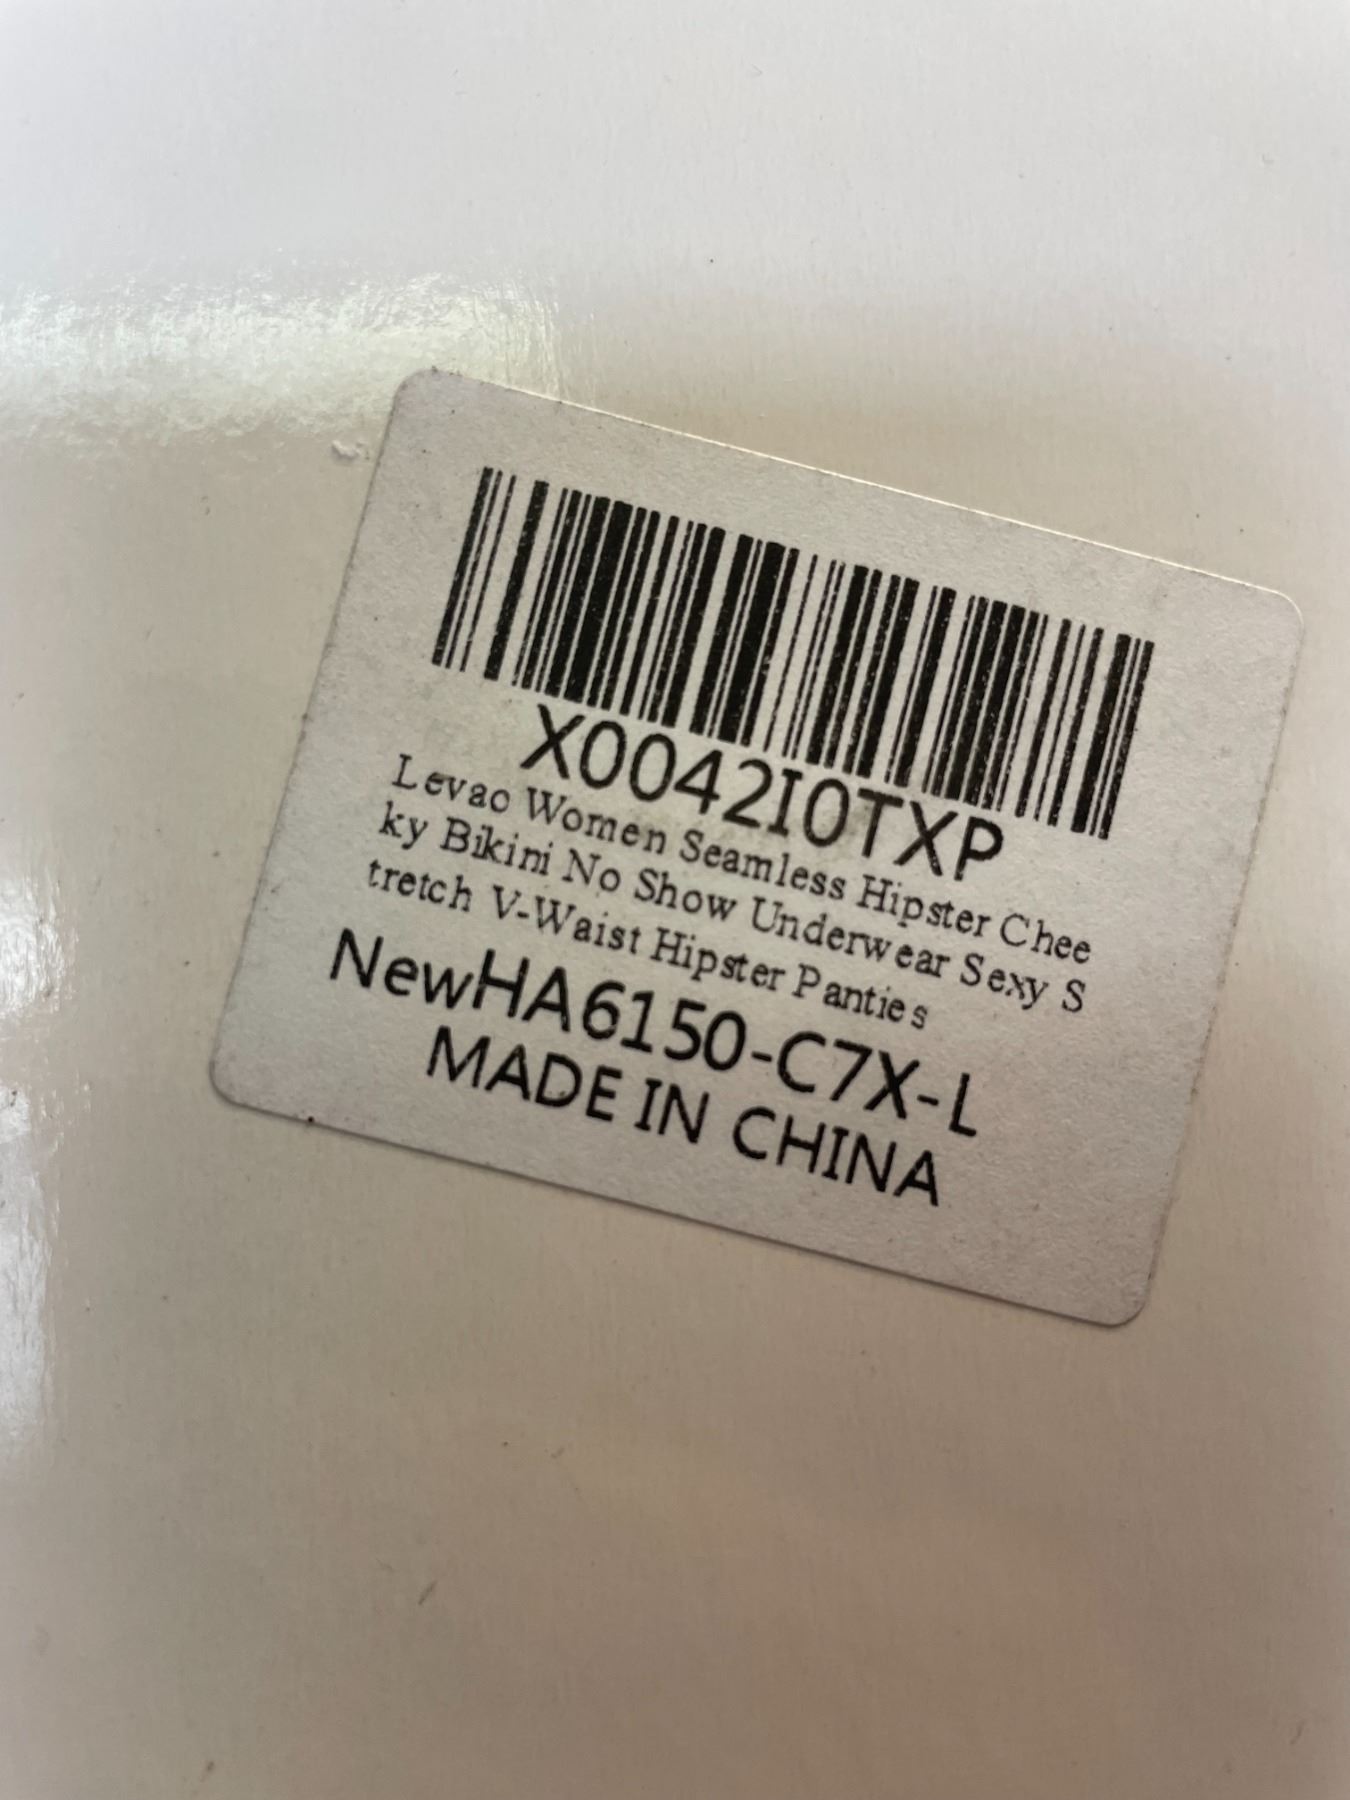 X0042I0TXP
Levao Women Seamless Hipster Chee
ky Bikini No Show Underwear Sexy S
tretch V-Waist Hipster Panties
NewHA6150-C7X-L
MADE IN CHINA